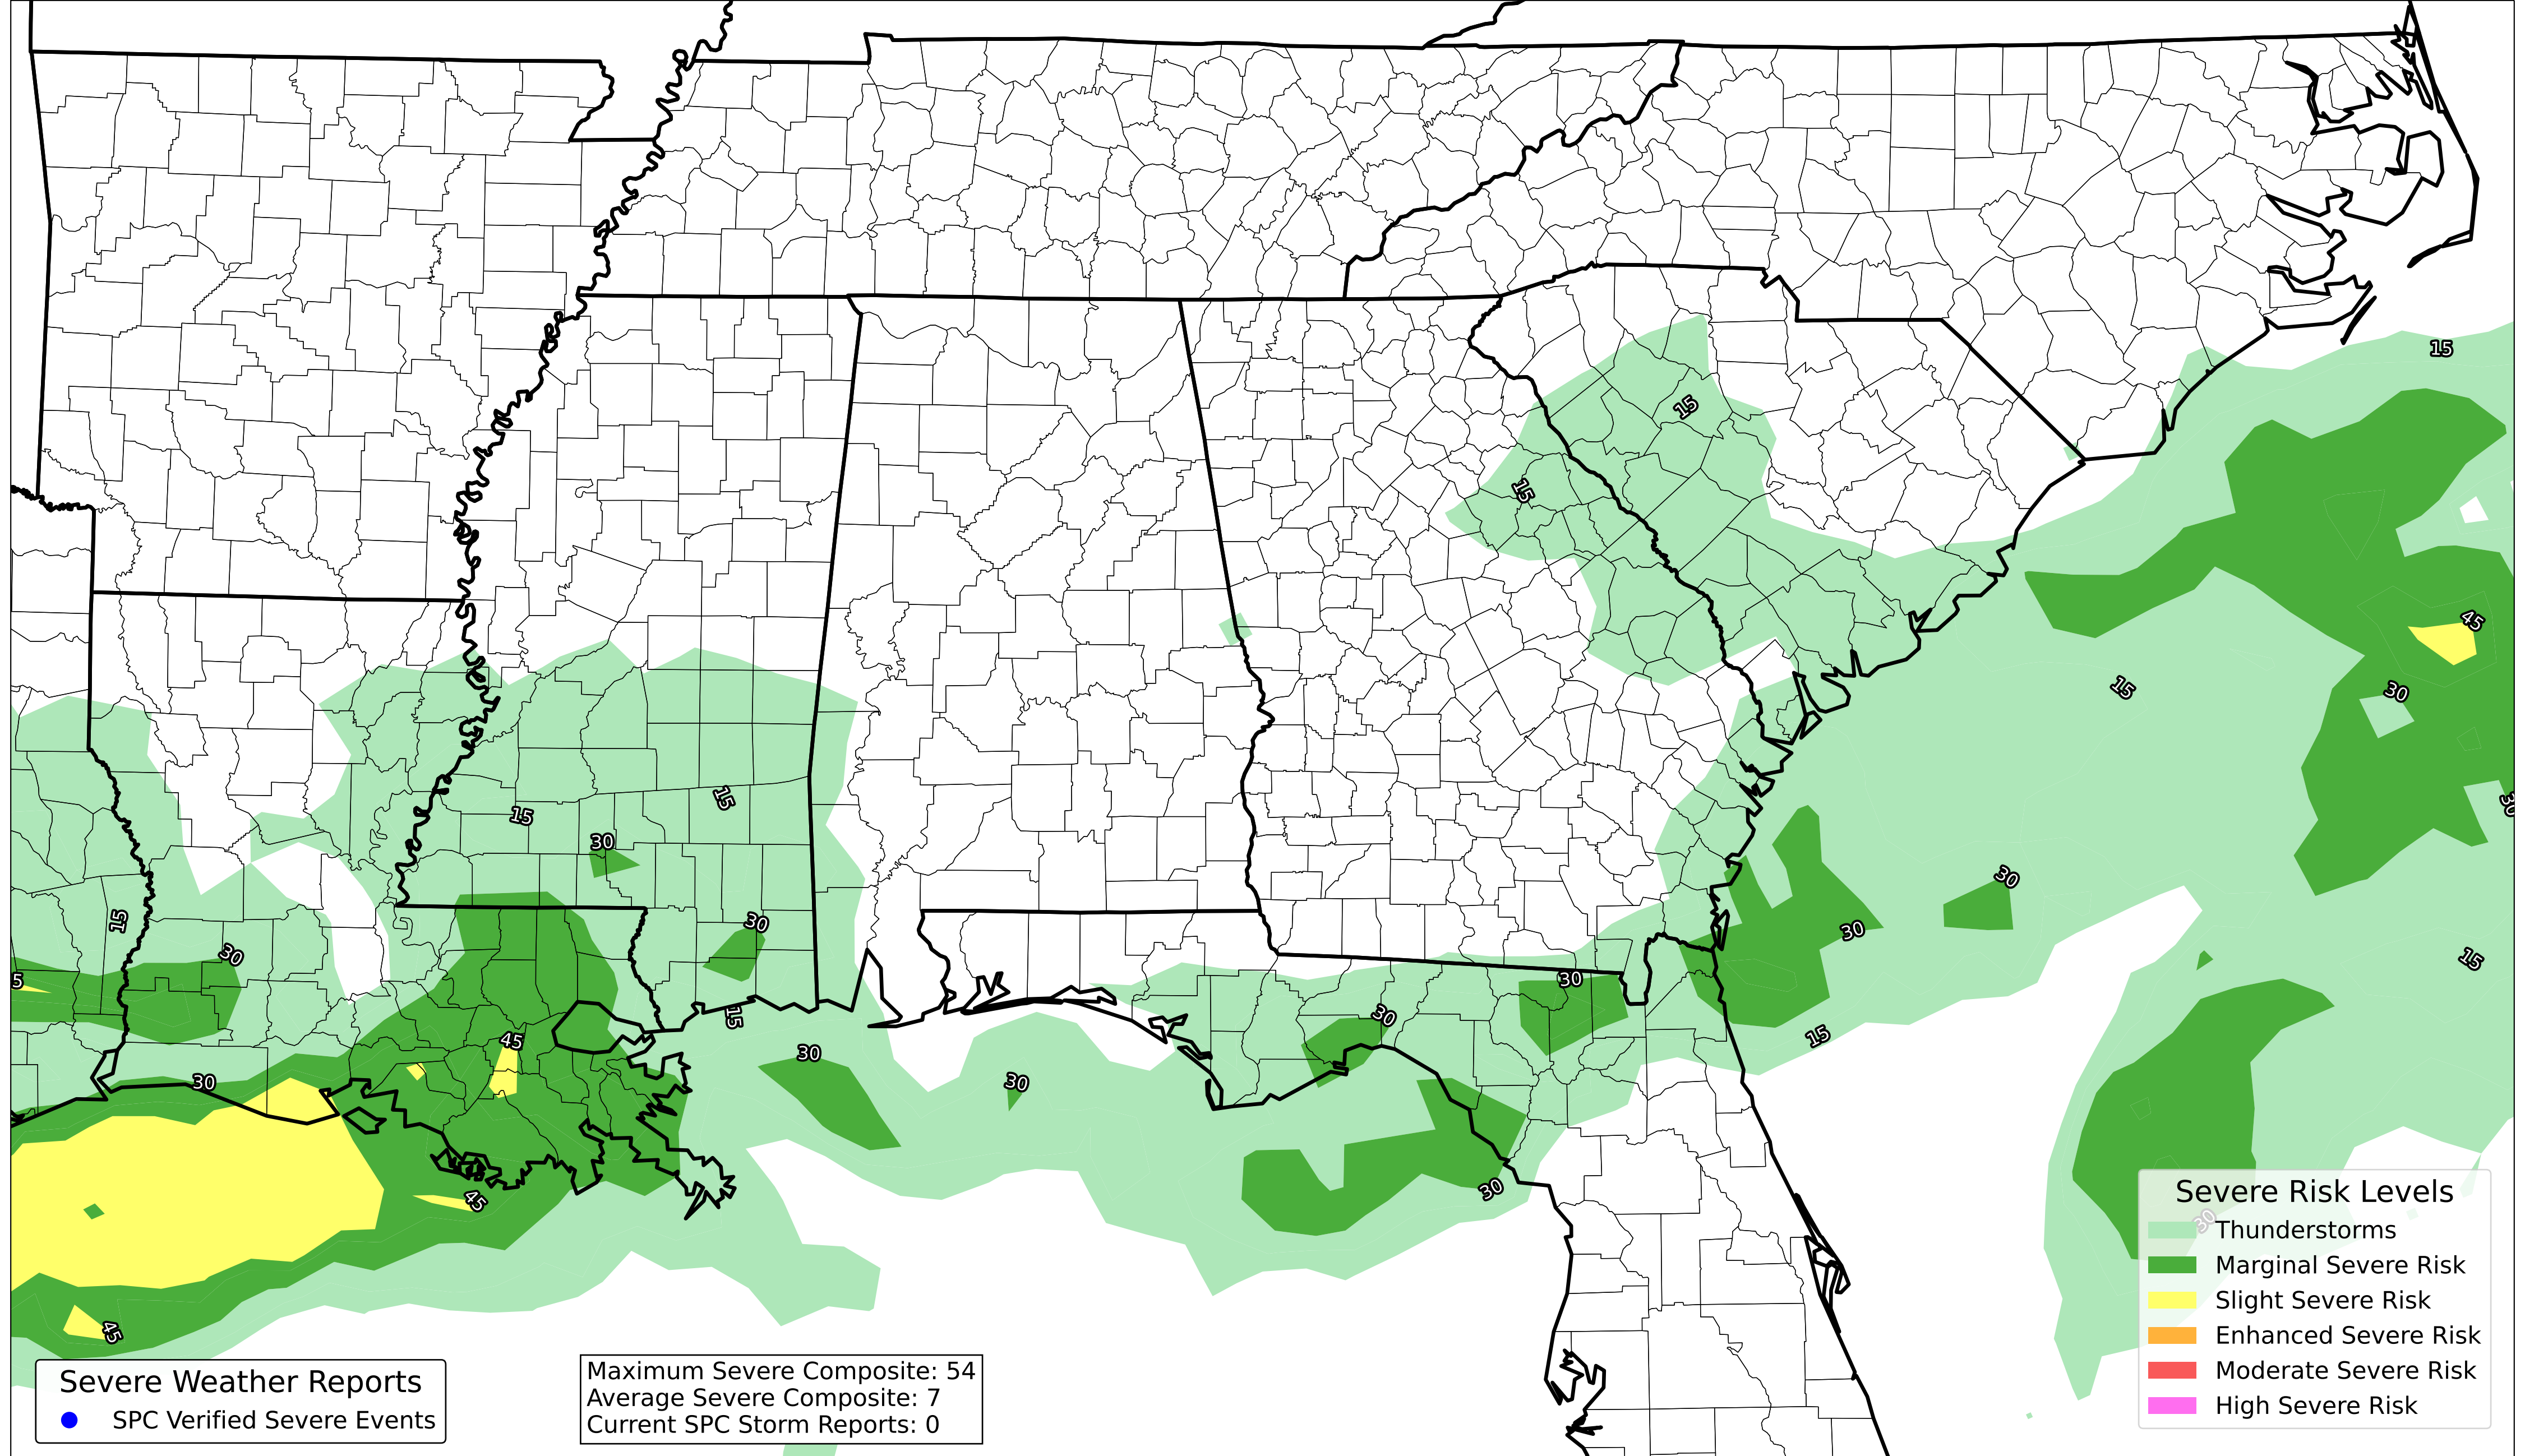 15
15
15
45
30
15
15
30
15
30
30
30
15
30
30
15
15
5
30
30
15
15
45
30
30
30
30
30
45
45
Severe Risk Levels
30
Thunderstorms
Marginal Severe Risk
Slight Severe Risk
Enhanced Severe Risk
Moderate Severe Risk
High Severe Risk
Severe Weather Reports
SPC Verified Severe Events
Maximum Severe Composite: 54
Average Severe Composite: 7
Current SPC Storm Reports: 0